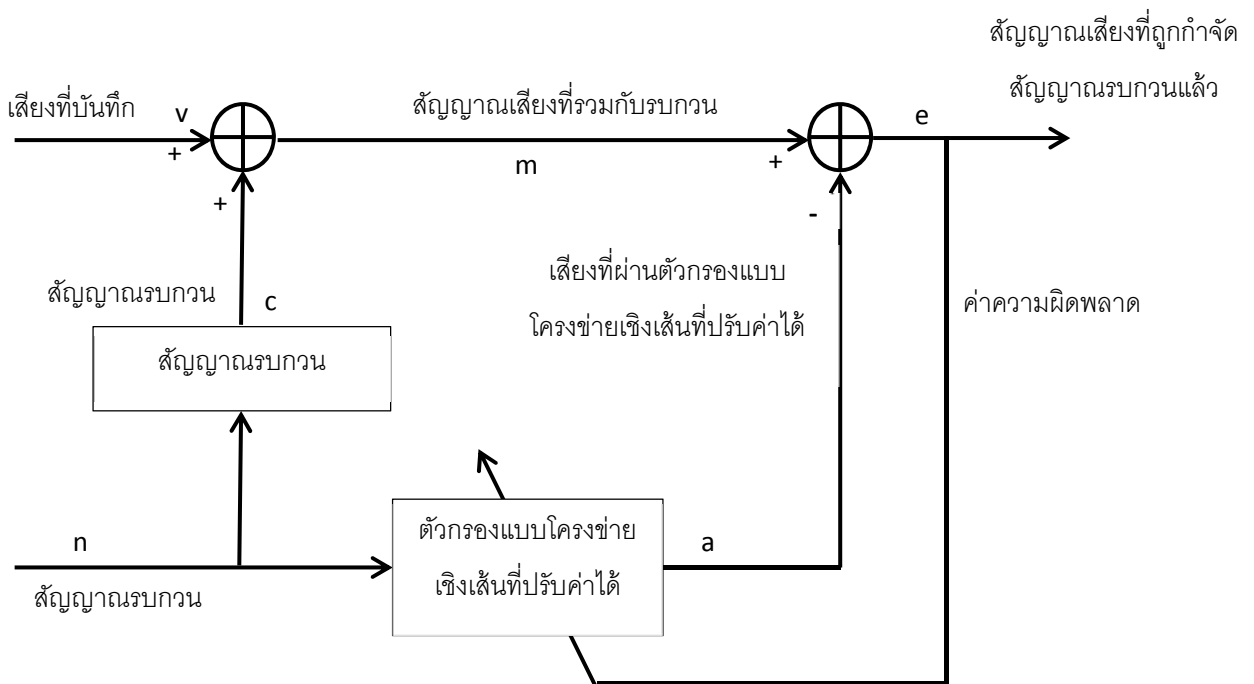 สัญญาณเสียงที่ถูกกำจัด
สัญญาณรบกวนแล้ว
เสียงที่บันทึก
v
+
สัญญาณเสียงที่รวมกับรบกวน
m
+
e
+
-
สัญญาณรบกวน
c
เสียงที่ผ่านตัวกรองแบบ
โครงข่ายเชิงเส้นที่ปรับค่าได้
ค่าความผิดพลาด
สัญญาณรบกวน
n
สัญญาณรบกวน
ตัวกรองแบบโครงข่าย
เชิงเส้นที่ปรับค่าได้
a